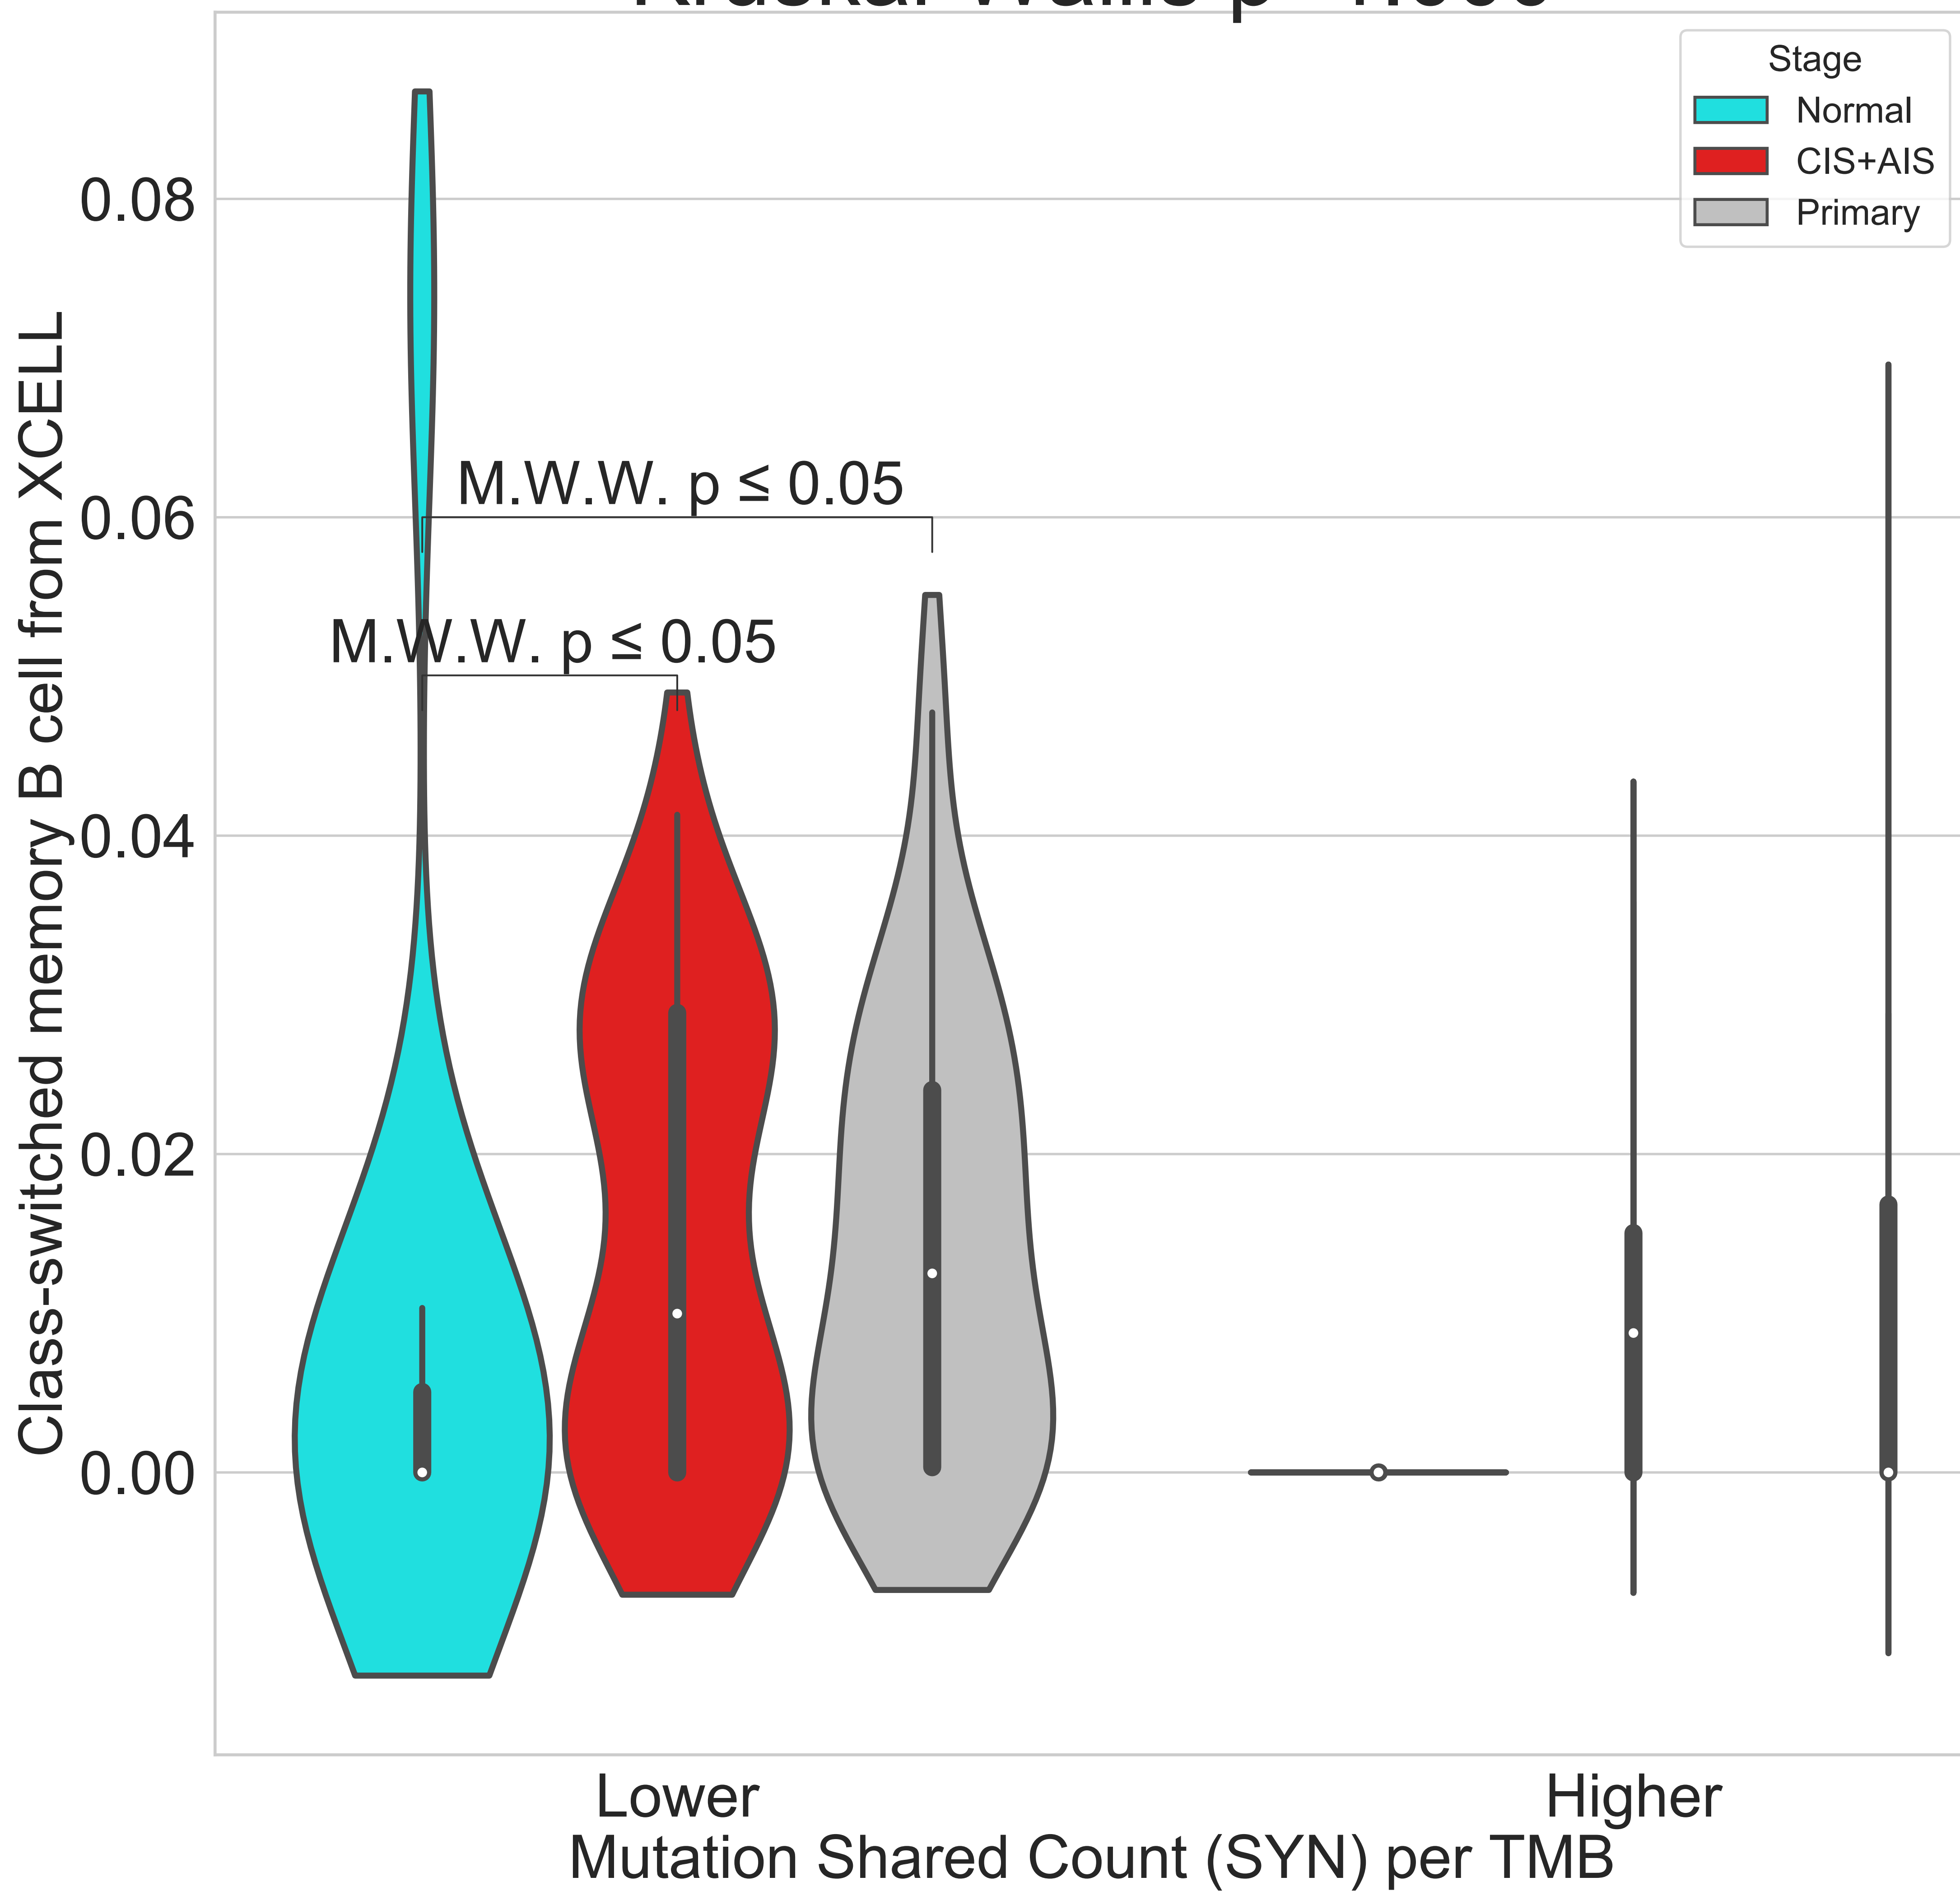 Stage
Normal
CIS+AIS
Primary
0.08
0.06
0.04
0.02
0.00
Class-switched memory B cell from XCELL
M.W.W. p ≤ 0.05
M.W.W. p ≤ 0.05
Lower
Higher
Mutation Shared Count (SYN) per TMB